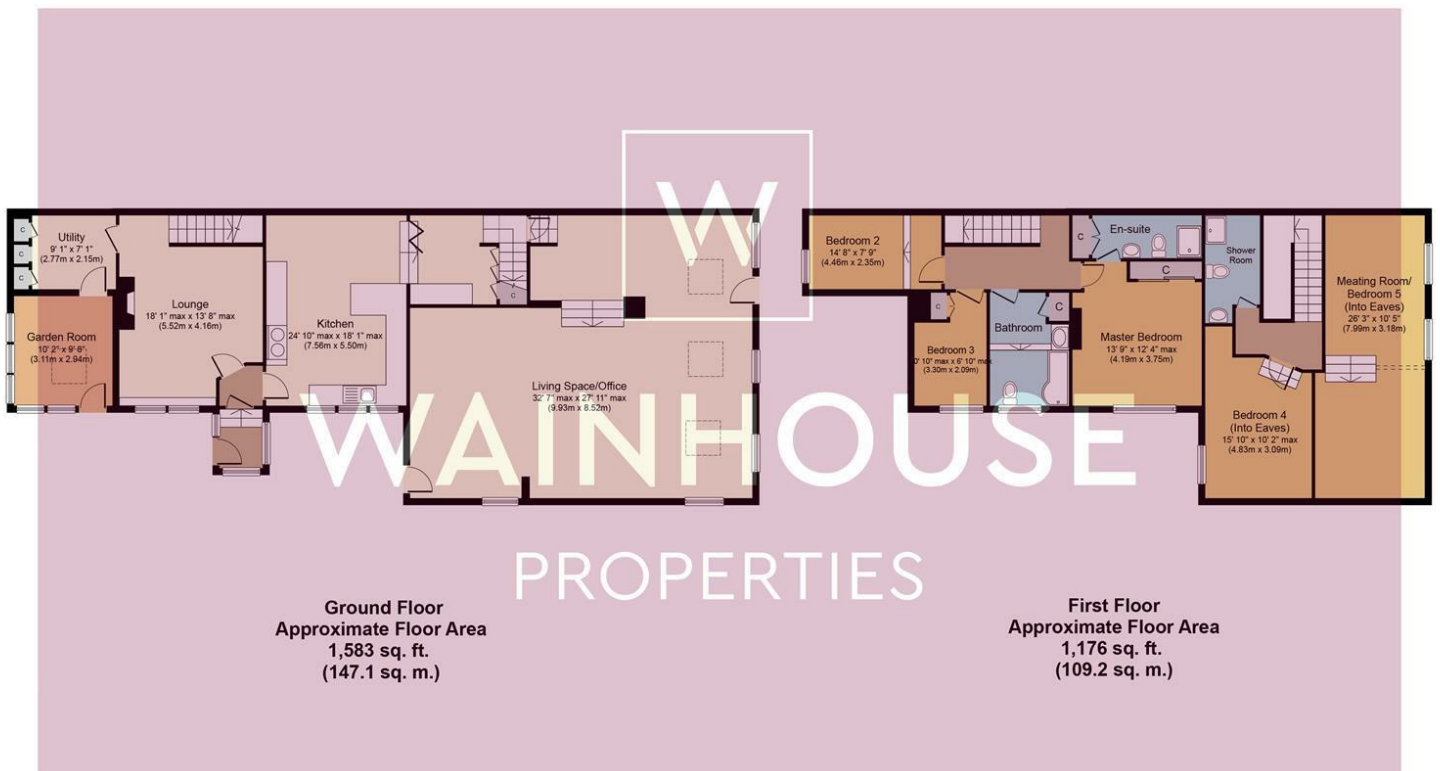 Utility
9' 1" x 7' 1"
(2.77m x 2.15m)
C
C
C
Garden Room
10' 2" x 9' 8"
(3.11m x 2.94m)
Lounge
18' 1" max x 13' 8" max
(5.52m x 4.16m)
Kitchen
24' 10" max x 18' 1" max
(7.56m x 5.50m)
C
Living Space/Office
32' 7" max x 27' 11" max
(9.93m x 8.52m)
Bedroom 2
14' 8" x 7' 9"
(4.46m x 2.35m)
C
En-suite
Shower
Room
C
C
Bathroom
C
Bedroom 3
0' 10" max x 6' 10" max
(3.30m x 2.09m)
Master Bedroom
13' 9" x 12' 4" max
(4.19m x 3.75m)
Meating Room/
Bedroom 5
(Into Eaves)
26' 3" x 10' 5"
(7.99m x 3.18m)
Bedroom 4
(Into Eaves)
15' 10" x 10' 2" max
(4.83m x 3.09m)
W
WAINHOUSE
PROPERTIES
Ground Floor
Approximate Floor Area
1,583 sq. ft.
(147.1 sq. m.)
First Floor
Approximate Floor Area
1,176 sq. ft.
(109.2 sq. m.)